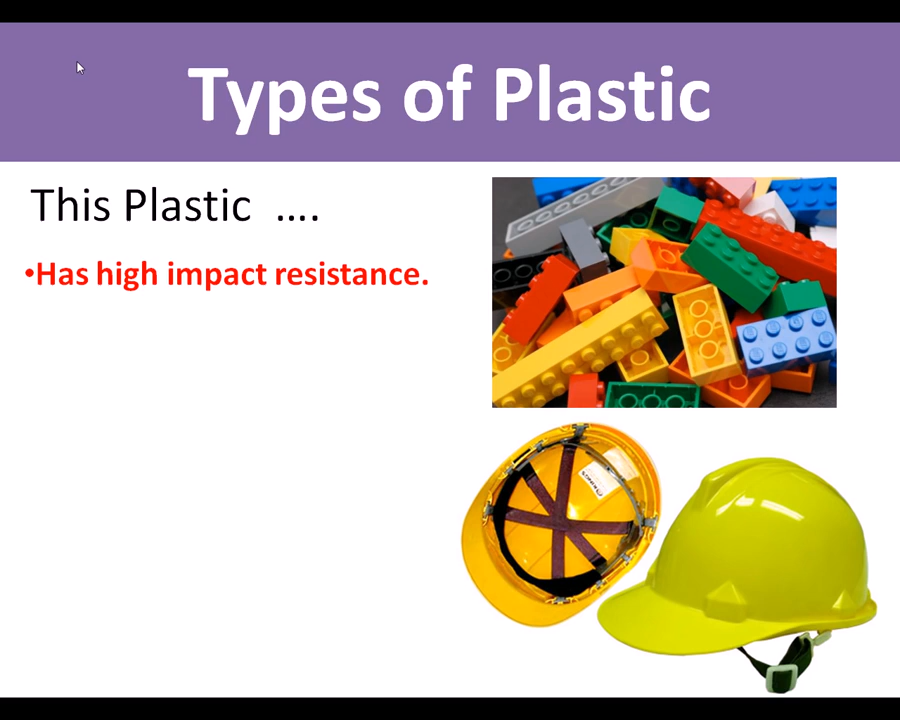 Types of Plastic
This Plastic ....
•Has high impact resistance.